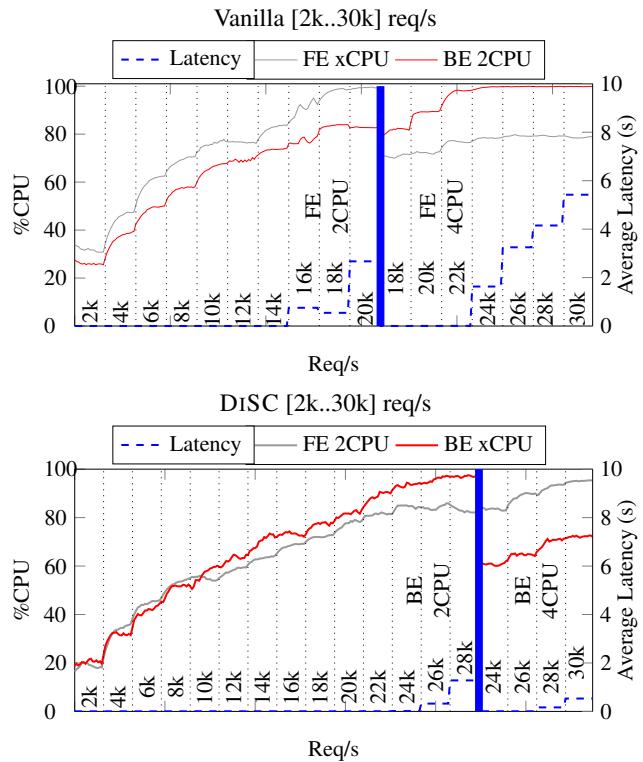 Vanilla [2k..30k] req/s
Latency FE xCPU BE 2CPU
100 10
80 8
60 6
40 4
20 2
0 0
%CPU
Average Latency (s)
FE 2CPU
FE 4CPU
2k 4k 6k 8k 10k 12k 14k 16k 18k 20k 18k 20k 22k 24k 26k 28k 30k
Req/s
DISC [2k..30k] req/s
Latency FE 2CPU BE xCPU
100 10
80 8
60 6
40 4
20 2
0 0
%CPU
Average Latency (s)
BE 2CPU
BE 4CPU
2k 4k 6k 8k 10k 12k 14k 16k 18k 20k 22k 24k 26k 28k 24k 26k 28k 30k
Req/s